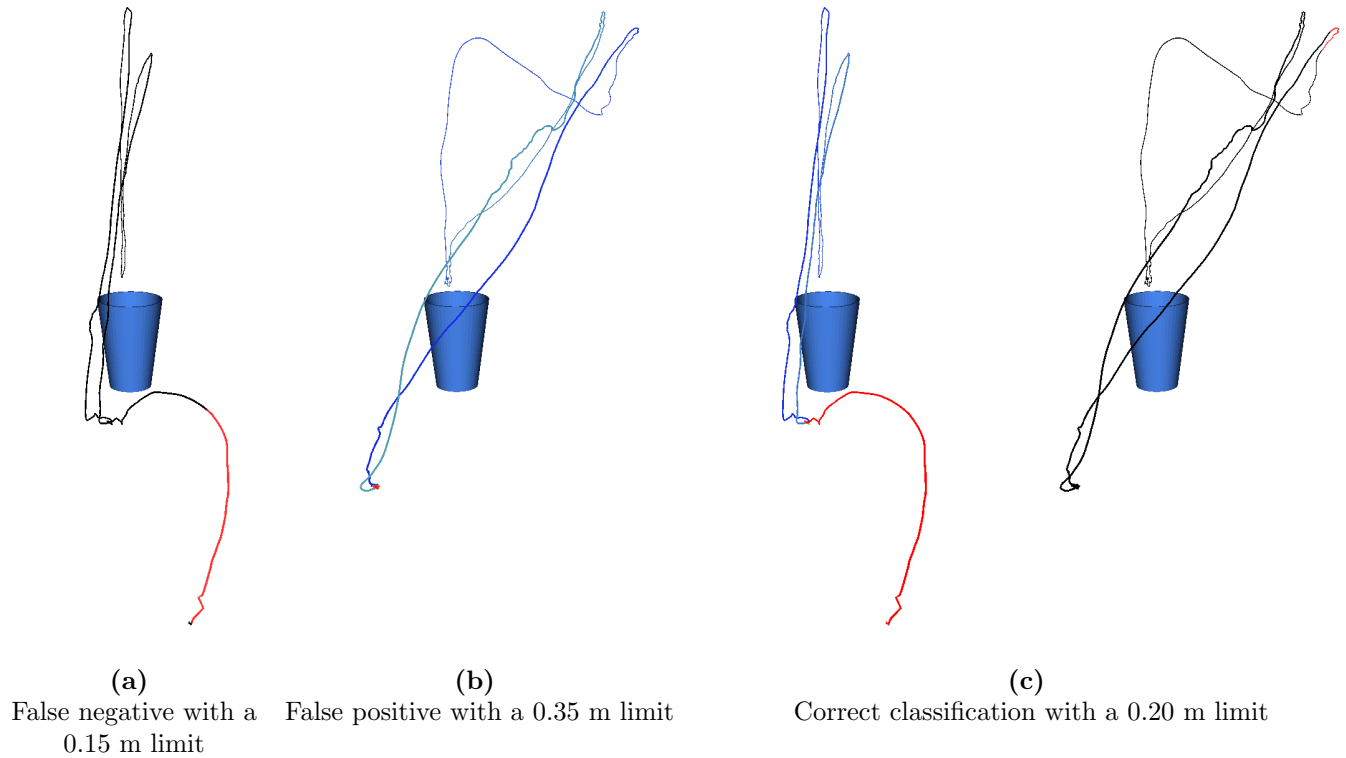 (a)
False negative with a
0.15 m limit
(b)
False positive with a 0.35 m limit
(c)
Correct classification with a 0.20 m limit